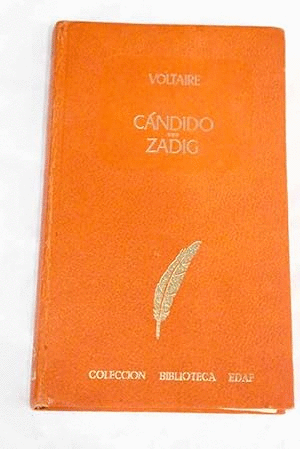 VOLTAIRE
CÁNDIDO
ZADIG
COLECCION BIBLIOTECA EDAF